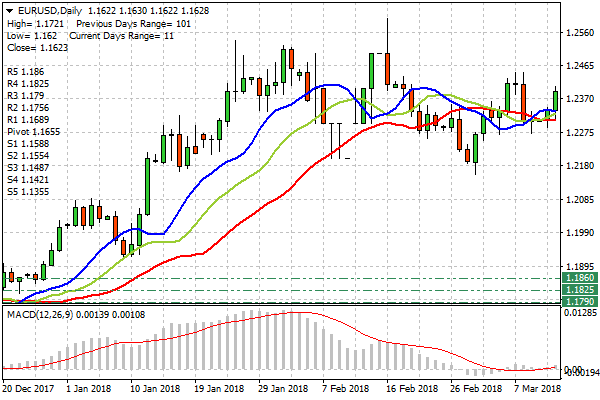 EURUSD,Daily 1.1622 1.1630 1.1622 1.1628
High= 1.1721 Previous Days Range= 101
Low= 1.162 Current Days Range= 11
Close= 1.1623
R5 1.186
R4 1.1825
R3 1.179
R2 1.1756
R1 1.1689
Pivot 1.1655
S1 1.1588
S2 1.1554
S3 1.1487
S4 1.1421
S5 1.1355
1.2560
1.2465
1.2370
1.2275
1.2180
1.2085
1.1990
1.1895
1.1860
1.1825
1.1790
MACD(12,26,9) 0.00139 0.00108
0.01285
0.00
-0.00194
20 Dec 2017 1 Jan 2018 10 Jan 2018 19 Jan 2018 29 Jan 2018 7 Feb 2018 16 Feb 2018 26 Feb 2018 7 Mar 2018